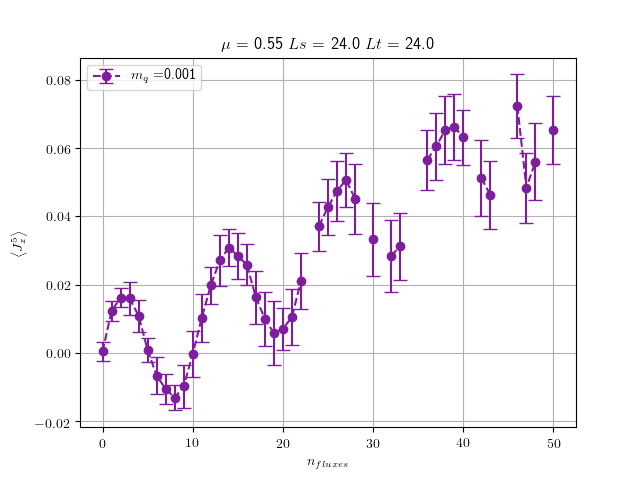 μ = 0.55 Ls = 24.0 Lt = 24.0
m_q =0.001
0.08
0.06
0.04
0.02
0.00
−0.02
⟨J_z^5⟩
0 10 20 30 40 50
n_fluxes